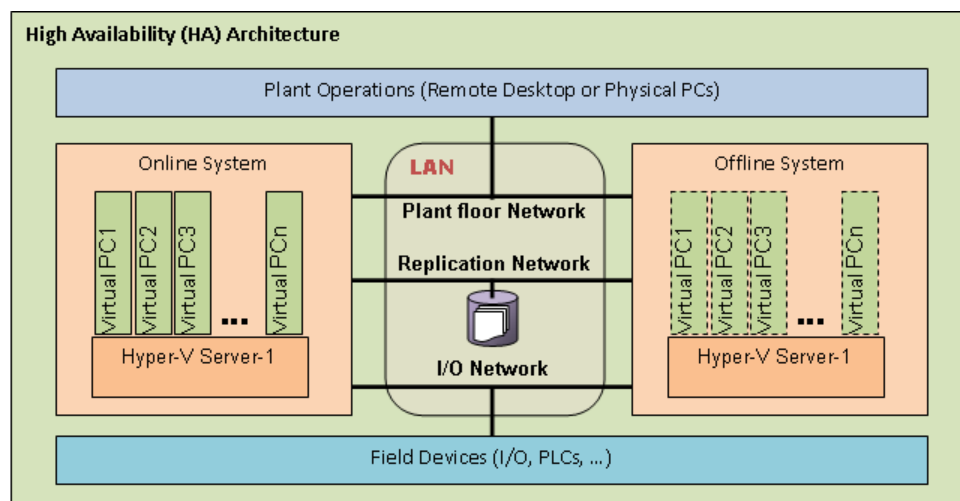 High Availability (HA) Architecture
Plant Operations (Remote Desktop or Physical PCs)
Online System
Virtual PC1
Virtual PC2
Virtual PC3
...
Virtual PCn
Hyper-V Server-1
LAN
Plant floor Network
Replication Network
I/O Network
Offline System
Virtual PC1
Virtual PC2
Virtual PC3
...
Virtual PCn
Hyper-V Server-1
Field Devices (I/O, PLCs, ...)